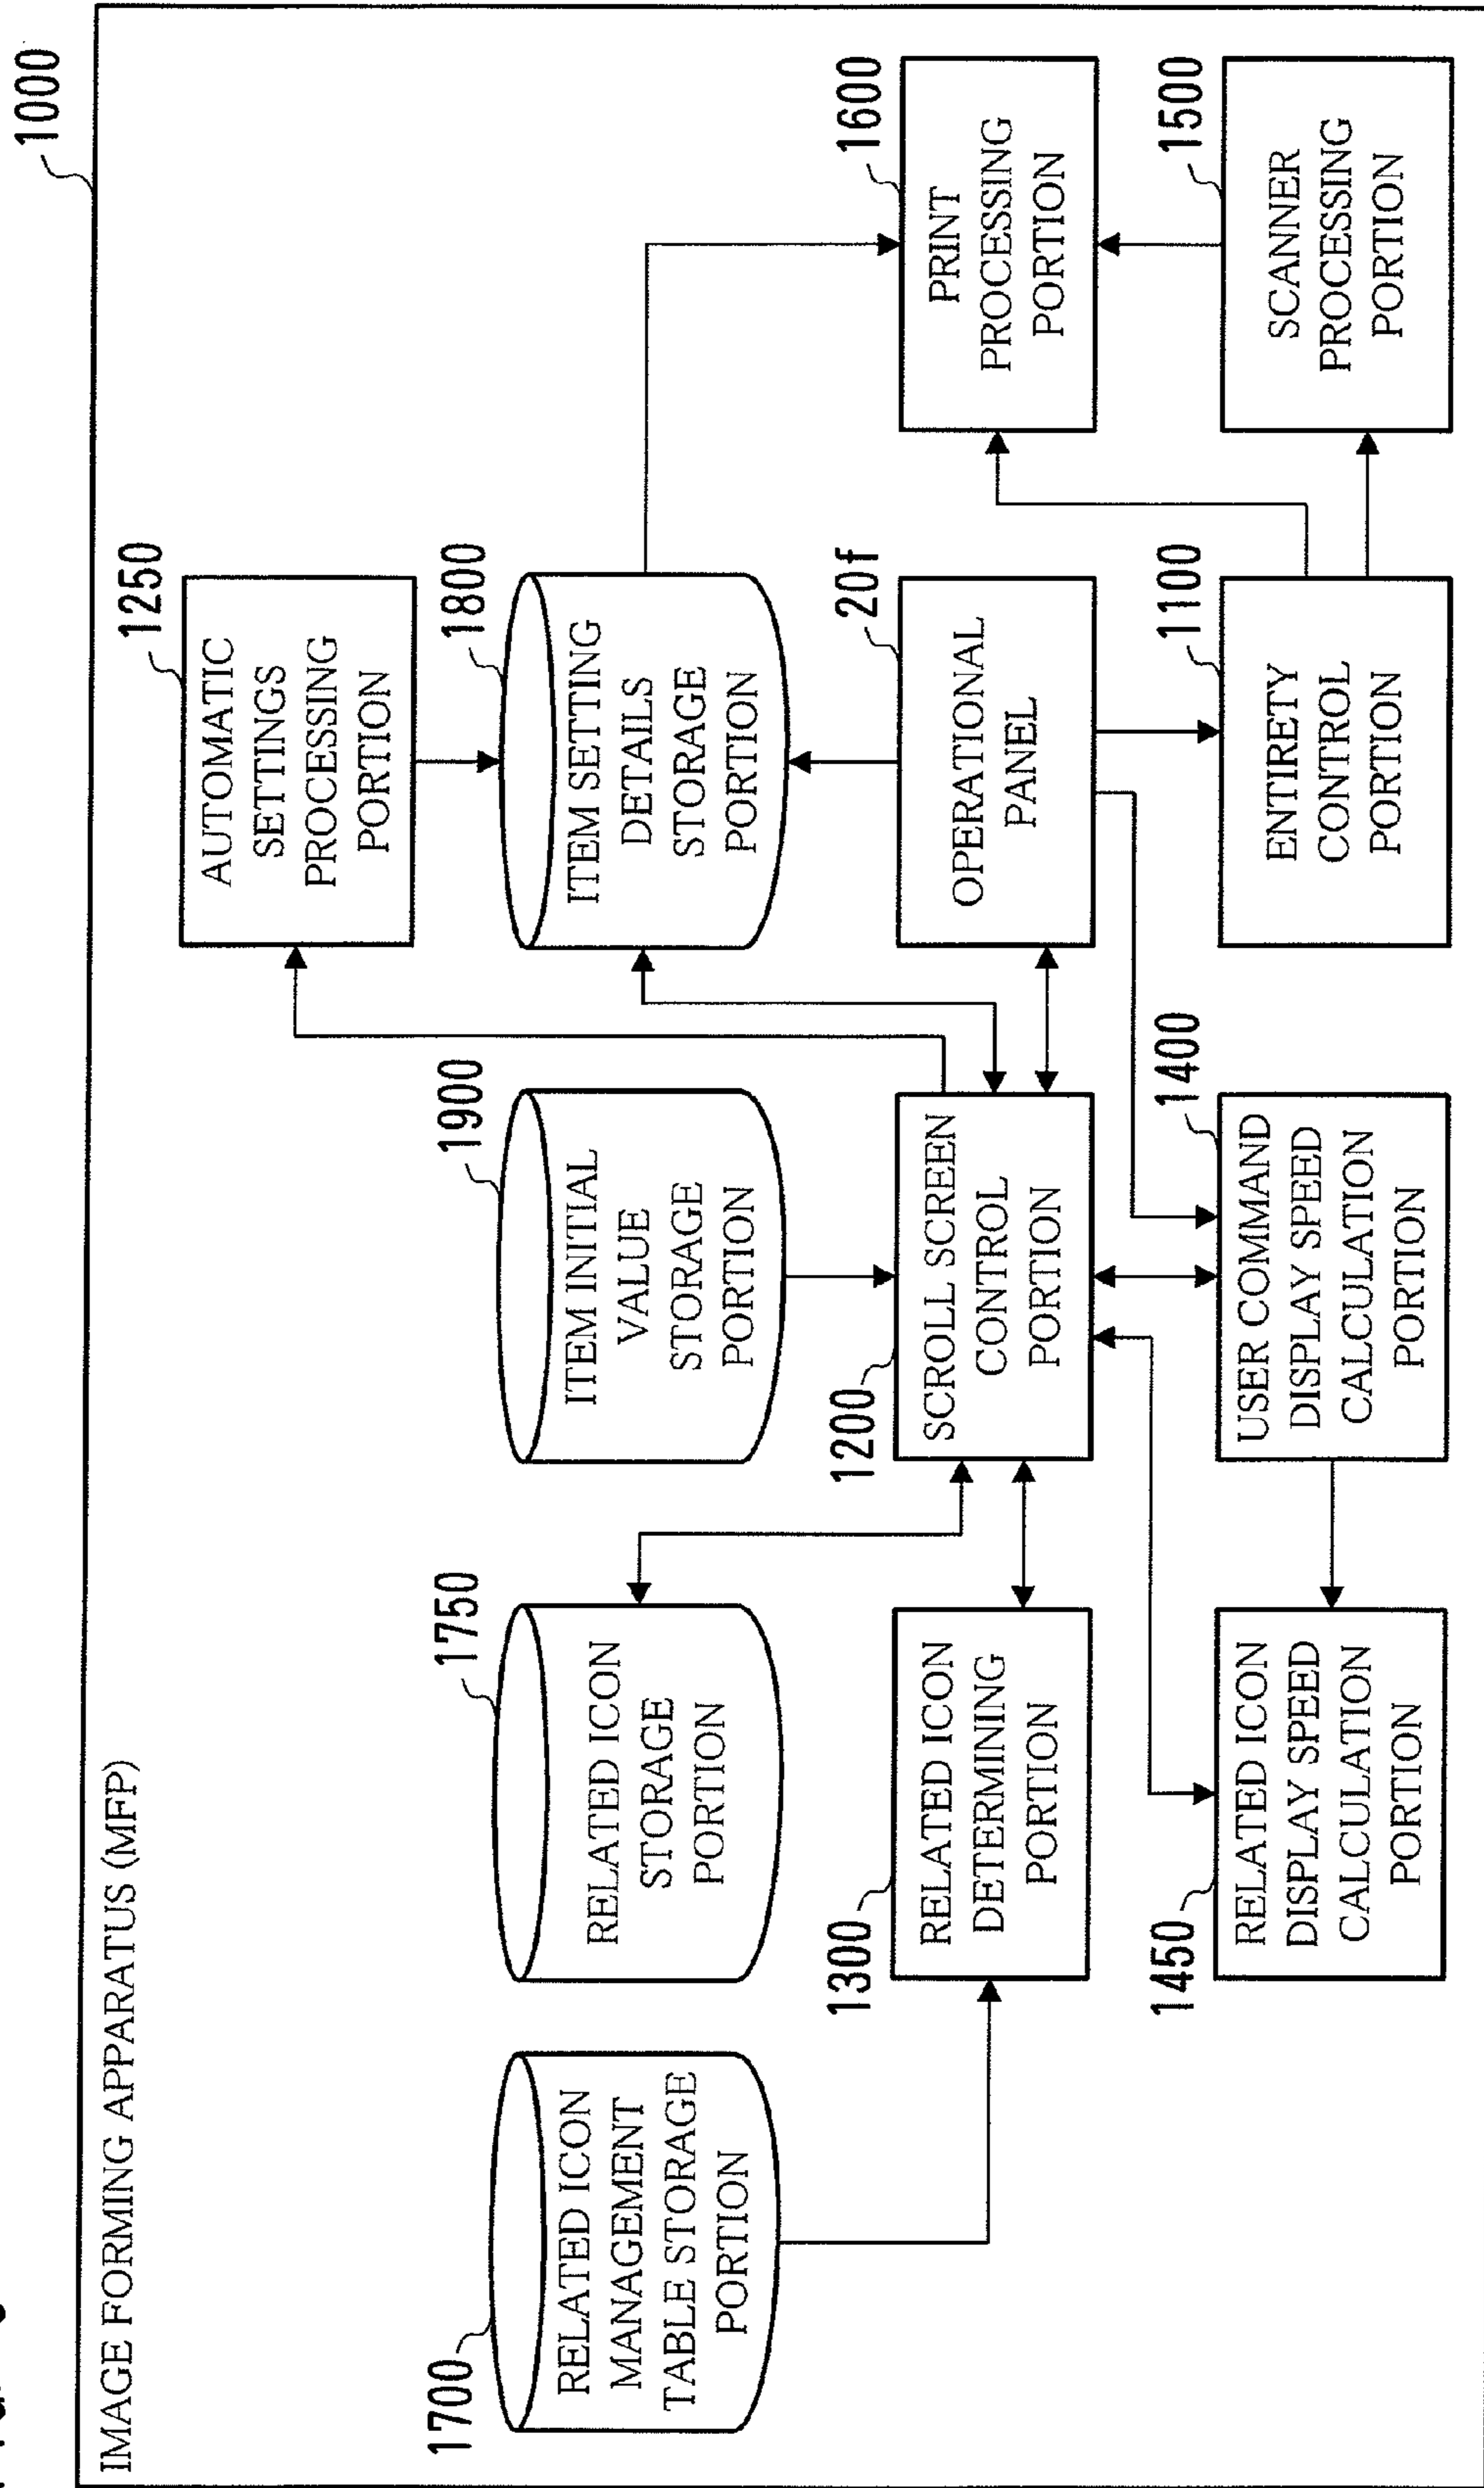 1000
IMAGE FORMING APPARATUS (MFP)
1250
AUTOMATIC
SETTINGS
PROCESSING
PORTION
1700
RELATED ICON
MANAGEMENT
TABLE STORAGE
PORTION
1750
RELATED ICON
STORAGE
PORTION
1900
ITEM INITIAL
VALUE
STORAGE
PORTION
1800
ITEM SETTING
DETAILS
STORAGE
PORTION
1300
RELATED ICON
DETERMINING
PORTION
1200
SCROLL SCREEN
CONTROL
PORTION
20f
OPERATIONAL
PANEL
1600
PRINT
PROCESSING
PORTION
1450
RELATED ICON
DISPLAY SPEED
CALCULATION
PORTION
1400
USER COMMAND
DISPLAY SPEED
CALCULATION
PORTION
1100
ENTIRETY
CONTROL
PORTION
1500
SCANNER
PROCESSING
PORTION